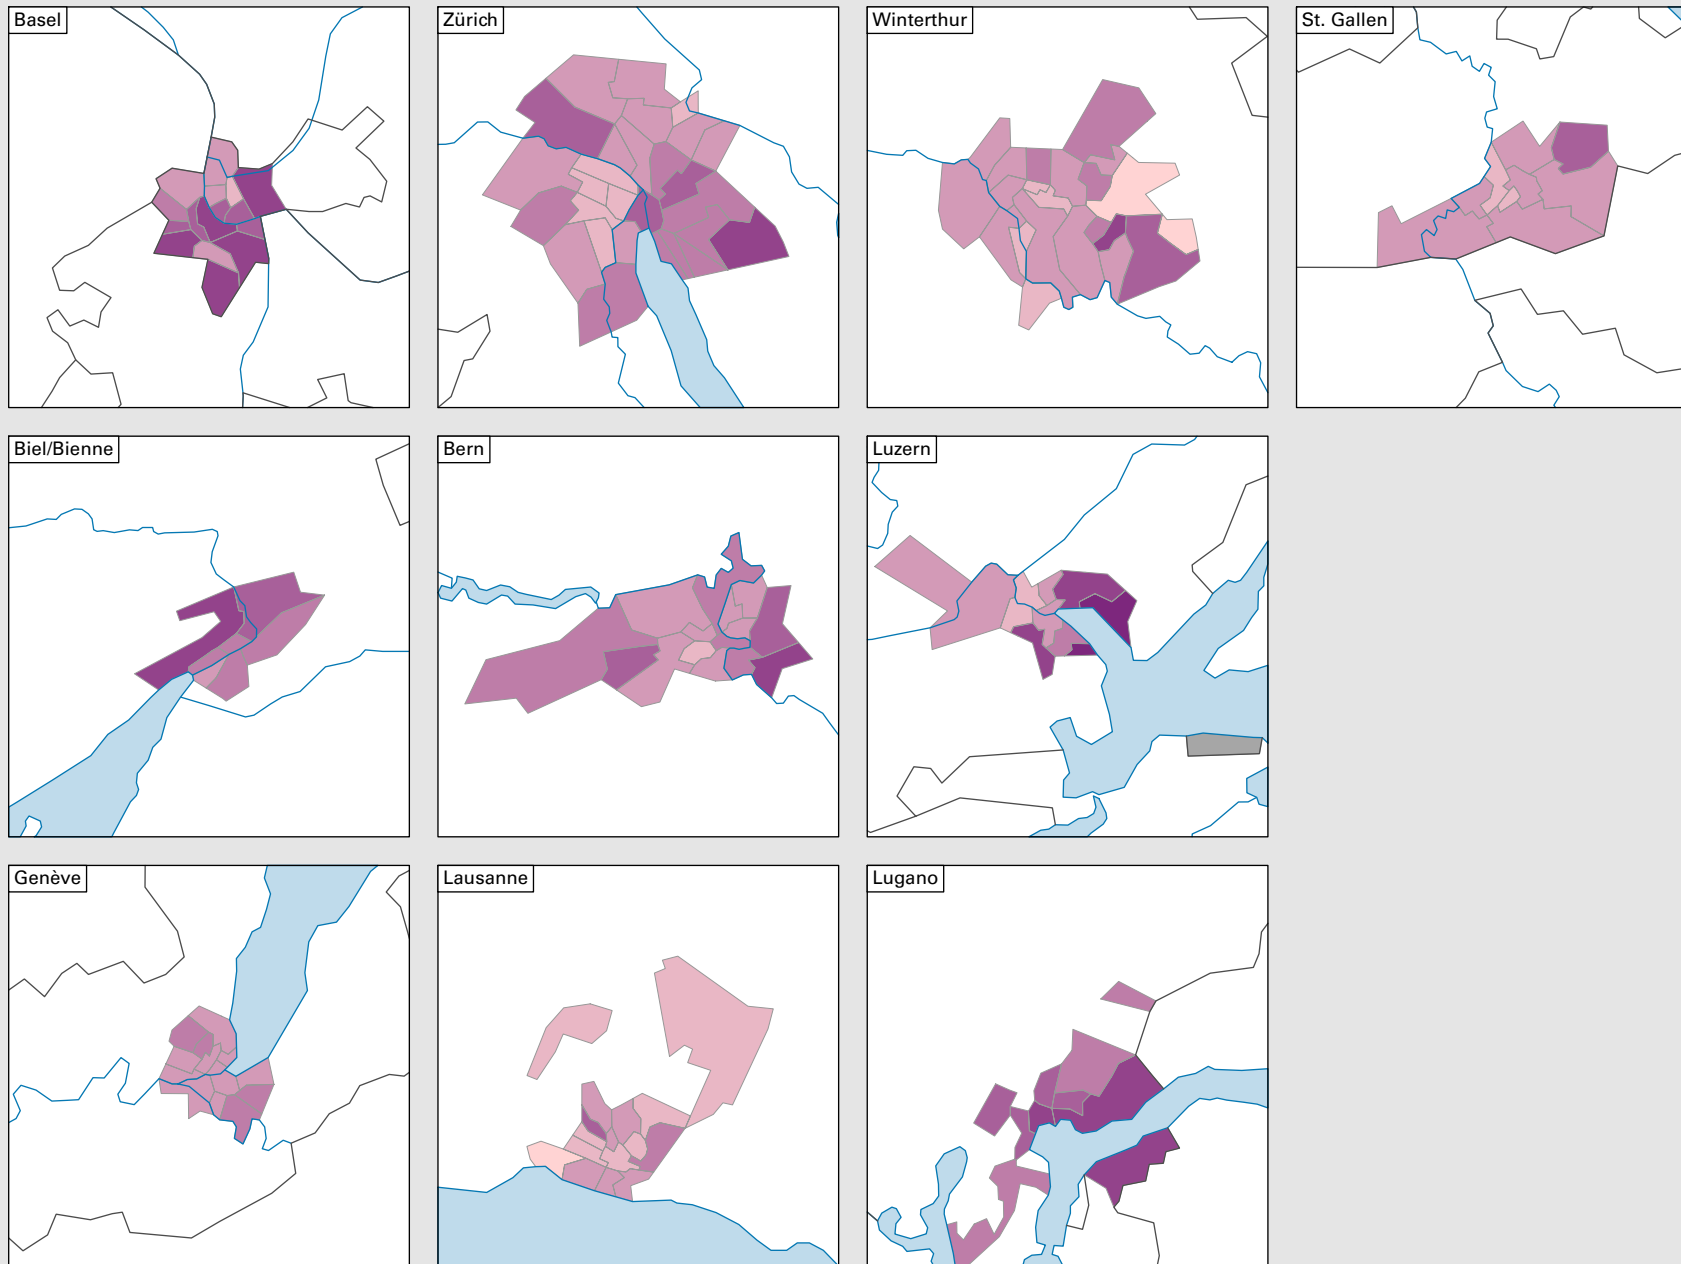 Basel
Zürich
Winterthur
St. Gallen
Biel/Bienne
Bern
Luzern
Genève
Lausanne
Lugano